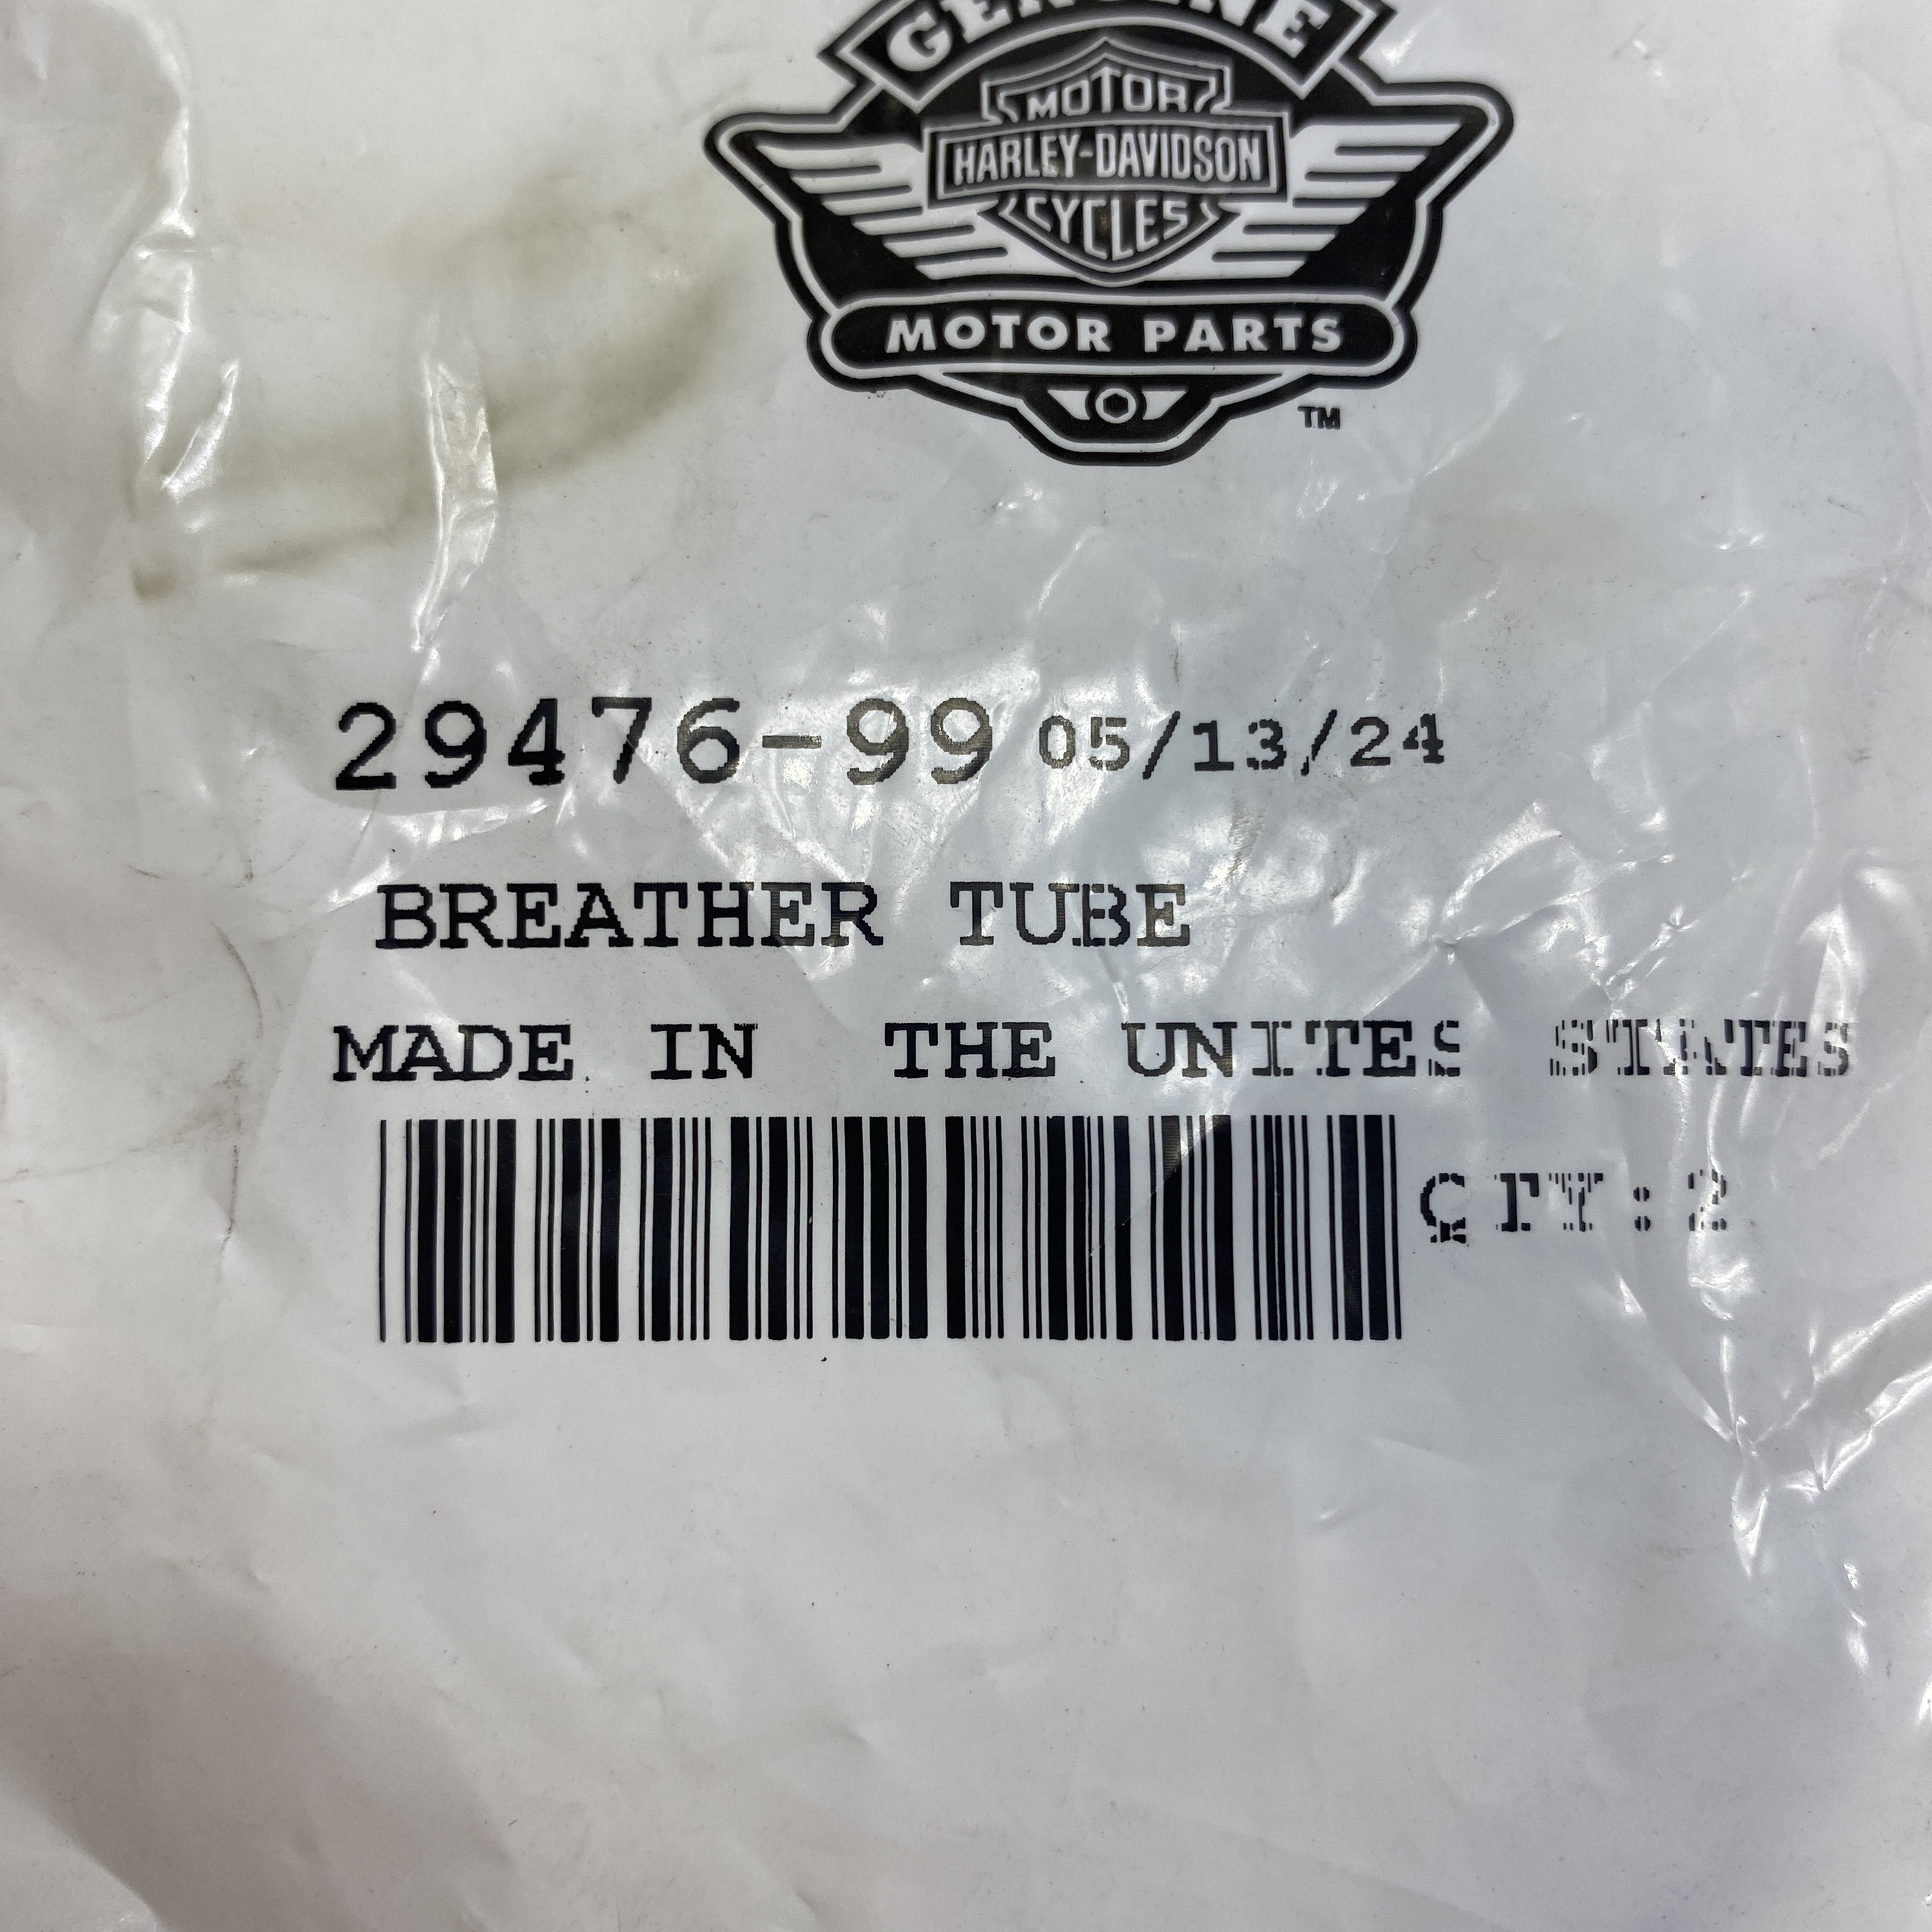 GENUINE
MOTOR
HARLEY-DAVIDSON
CYCLES
MOTOR PARTS
TM
29476-99 05/13/24
BREATHER TUBE
MADE IN THE UNITES STATES
QTY:2